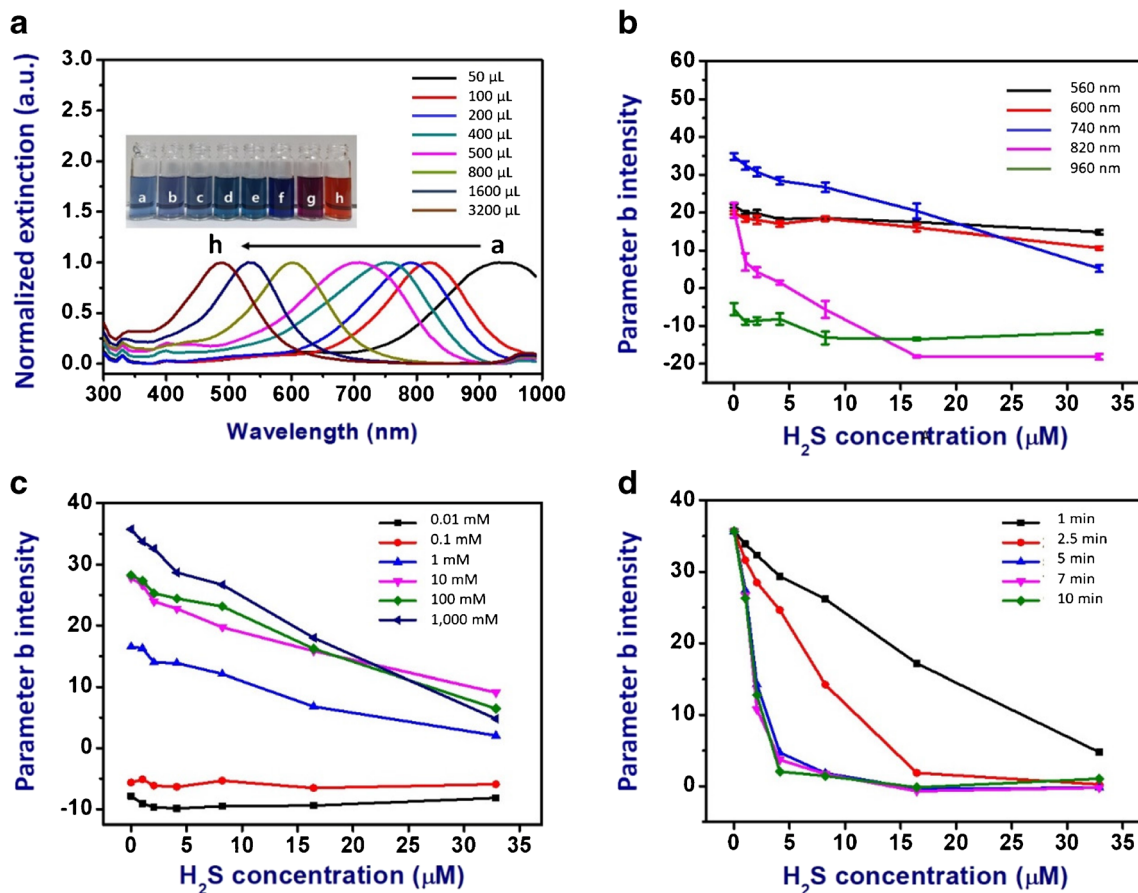 a
Normalized extinction (a.u.)
3.0
2.5
2.0
1.5
1.0
0.5
0.0
50 μL
100 μL
200 μL
400 μL
500 μL
800 μL
1600 μL
3200 μL
a b c d e f g h
h a
300 400 500 600 700 800 900 1000
Wavelength (nm)
b
Parameter b intensity
60
50
40
30
20
10
0
-10
-20
560 nm
600 nm
740 nm
820 nm
960 nm
0 5 10 15 20 25 30 35
H₂S concentration (μM)
c
Parameter b intensity
40
30
20
10
0
-10
0.01 mM
0.1 mM
1 mM
10 mM
100 mM
1,000 mM
0 5 10 15 20 25 30 35
H₂S concentration (μM)
d
Parameter b intensity
40
30
20
10
0
1 min
2.5 min
5 min
7 min
10 min
0 5 10 15 20 25 30 35
H₂S concentration (μM)